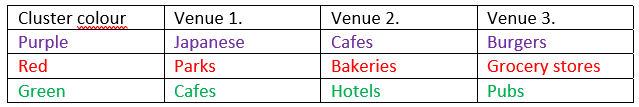 Cluster colour Venue 1. Venue 2. Venue 3.
Purple Japanese Cafes Burgers
Red Parks Bakeries Grocery stores
Green Cafes Hotels Pubs